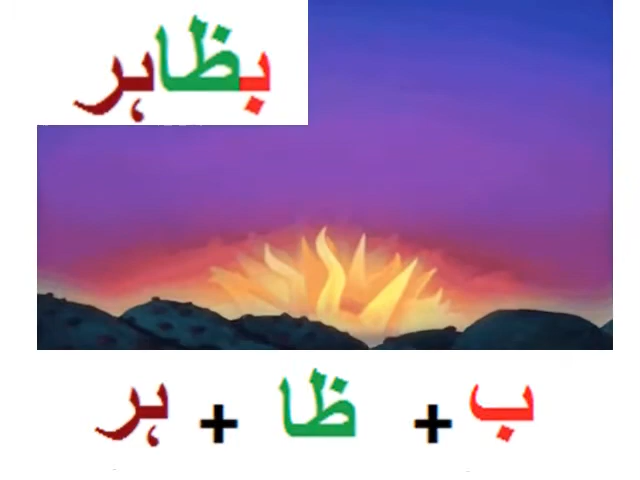 بظاہر
ب + ظا + ہر